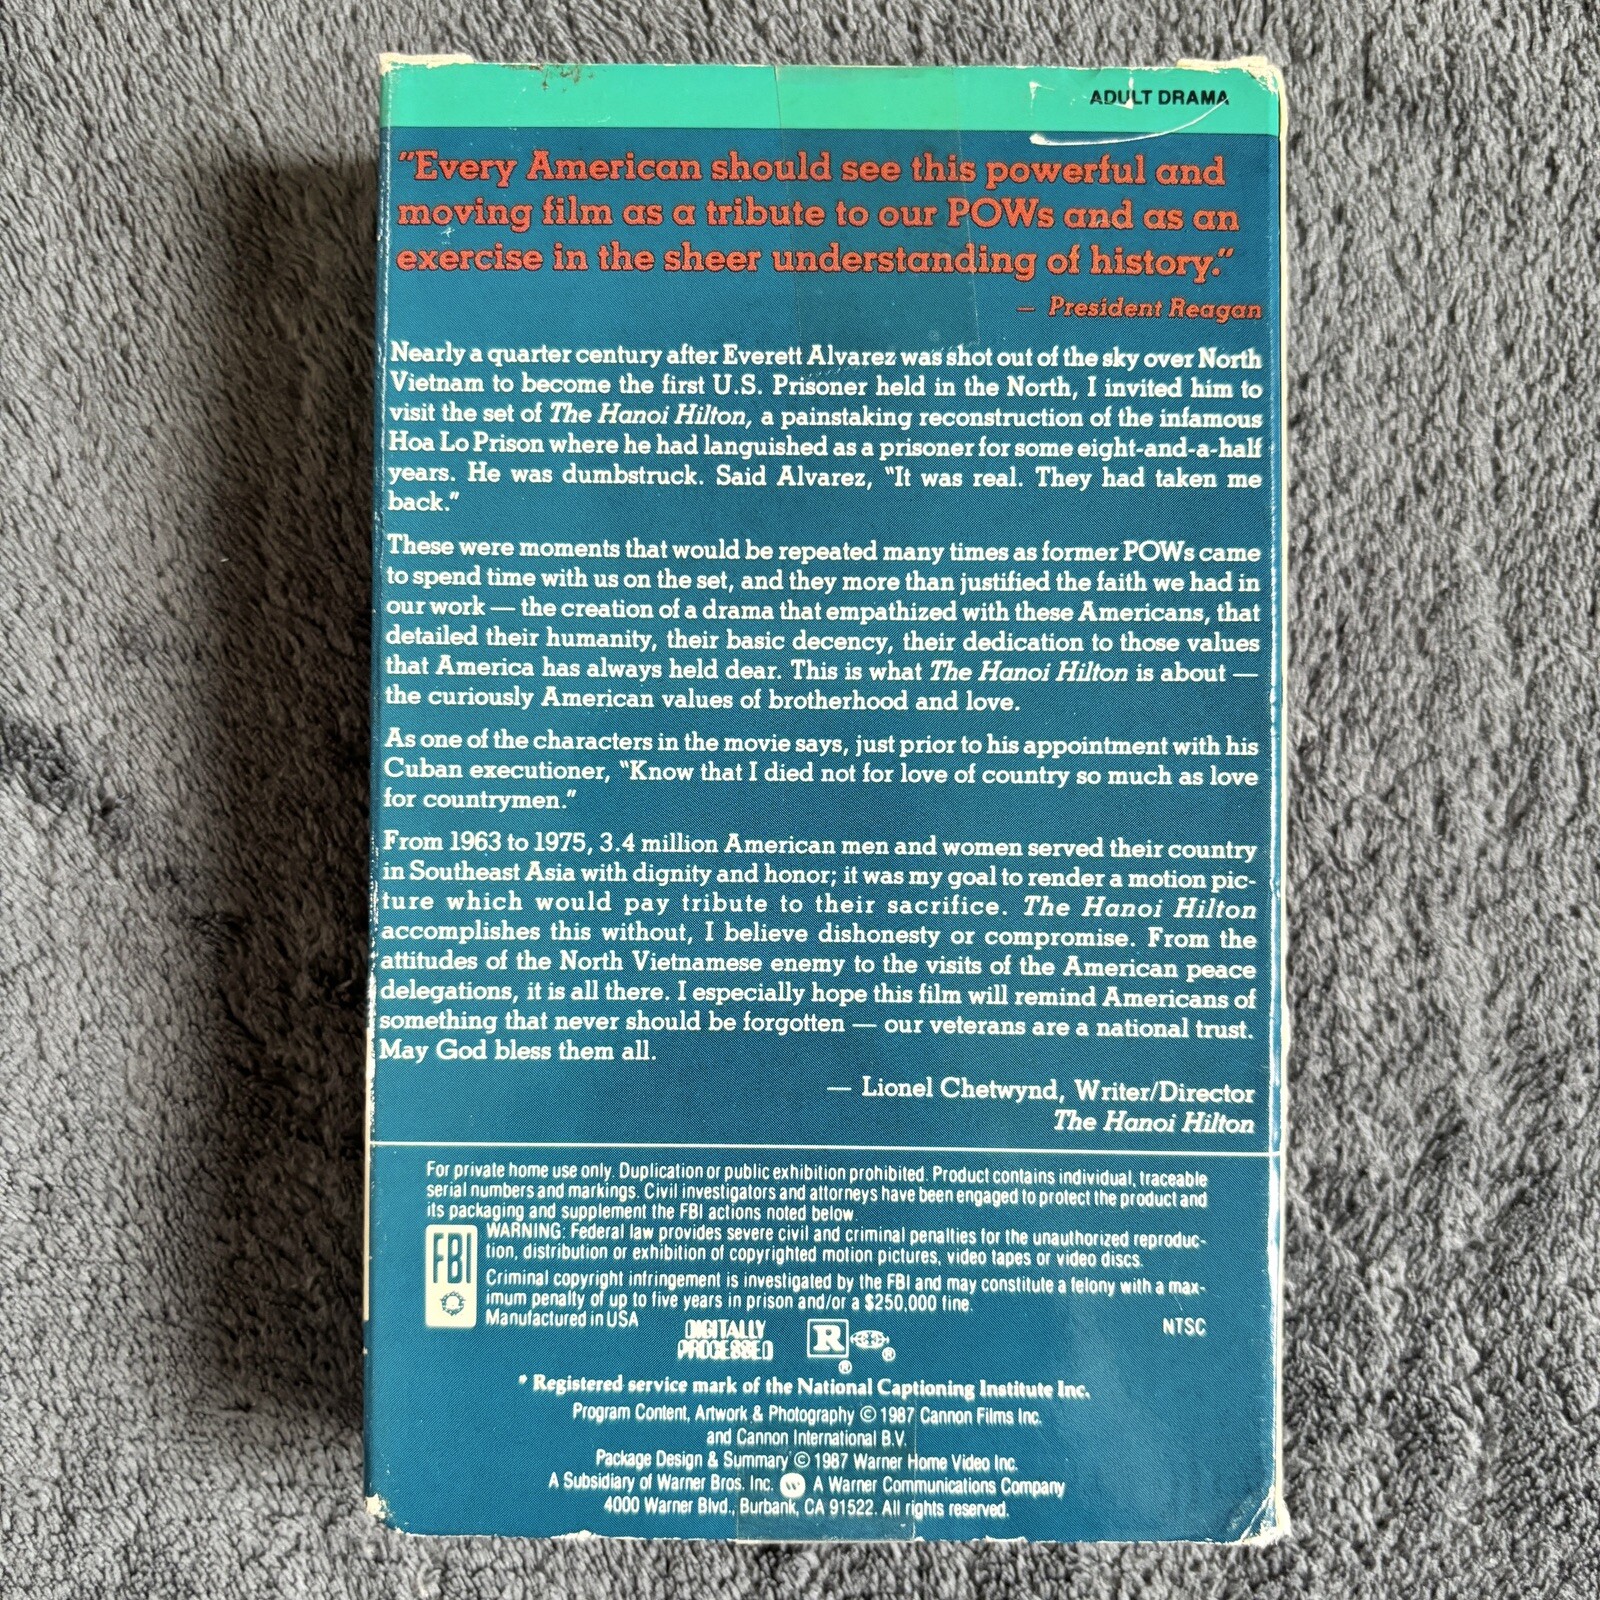 ADULT DRAMA
"Every American should see this powerful and
moving film as a tribute to our POWs and as an
exercise in the sheer understanding of history."
— President Reagan
Nearly a quarter century after Everett Alvarez was shot out of the sky over North
Vietnam to become the first U.S. Prisoner held in the North, I invited him to
visit the set of The Hanoi Hilton, a painstaking reconstruction of the infamous
Hoa Lo Prison where he had languished as a prisoner for some eight-and-a-half
years. He was dumbstruck. Said Alvarez, "It was real. They had taken me
back."
These were moments that would be repeated many times as former POWs came
to spend time with us on the set, and they more than justified the faith we had in
our work — the creation of a drama that empathized with these Americans, that
detailed their humanity, their basic decency, their dedication to those values
that America has always held dear. This is what The Hanoi Hilton is about —
the curiously American values of brotherhood and love.
As one of the characters in the movie says, just prior to his appointment with his
Cuban executioner, "Know that I died not for love of country so much as love
for countrymen."
From 1963 to 1975, 3.4 million American men and women served their country
in Southeast Asia with dignity and honor; it was my goal to render a motion pic-
ture which would pay tribute to their sacrifice. The Hanoi Hilton
accomplishes this without, I believe dishonesty or compromise. From the
attitudes of the North Vietnamese enemy to the visits of the American peace
delegations, it is all there. I especially hope this film will remind Americans of
something that never should be forgotten — our veterans are a national trust.
May God bless them all.
— Lionel Chetwynd, Writer/Director
The Hanoi Hilton
For private home use only. Duplication or public exhibition prohibited. Product contains individual, traceable
serial numbers and markings. Civil investigators and attorneys have been engaged to protect the product and
its packaging and supplement the FBI actions noted below.
FBI
WARNING: Federal law provides severe civil and criminal penalties for the unauthorized reproduc-
tion, distribution or exhibition of copyrighted motion pictures, video tapes or video discs.
Criminal copyright infringement is investigated by the FBI and may constitute a felony with a max-
imum penalty of up to five years in prison and/or a $250,000 fine.
Manufactured in USA
NTSC
DIGITALLY
PROCESSED
R ® ®
* Registered service mark of the National Captioning Institute Inc.
Program Content, Artwork & Photography © 1987 Cannon Films Inc.
and Cannon International B.V.
Package Design & Summary © 1987 Warner Home Video Inc.
A Subsidiary of Warner Bros. Inc. A Warner Communications Company
4000 Warner Blvd., Burbank, CA 91522. All rights reserved.